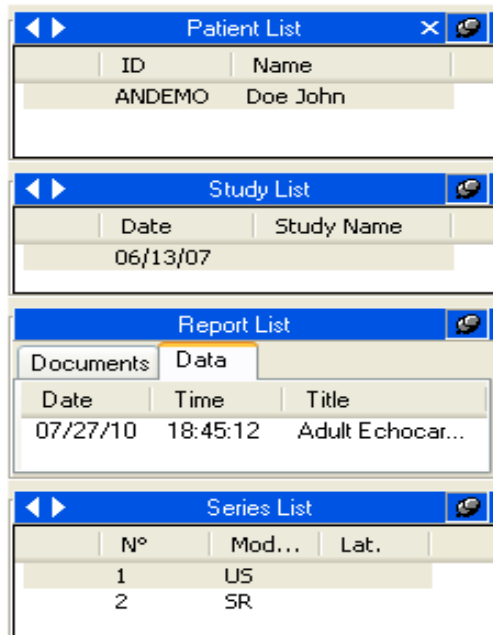 Patient List
ID Name
ANDEMO Doe John
Study List
Date Study Name
06/13/07
Report List
Documents Data
Date Time Title
07/27/10 18:45:12 Adult Echocar...
Series List
N° Mod... Lat.
1 US
2 SR